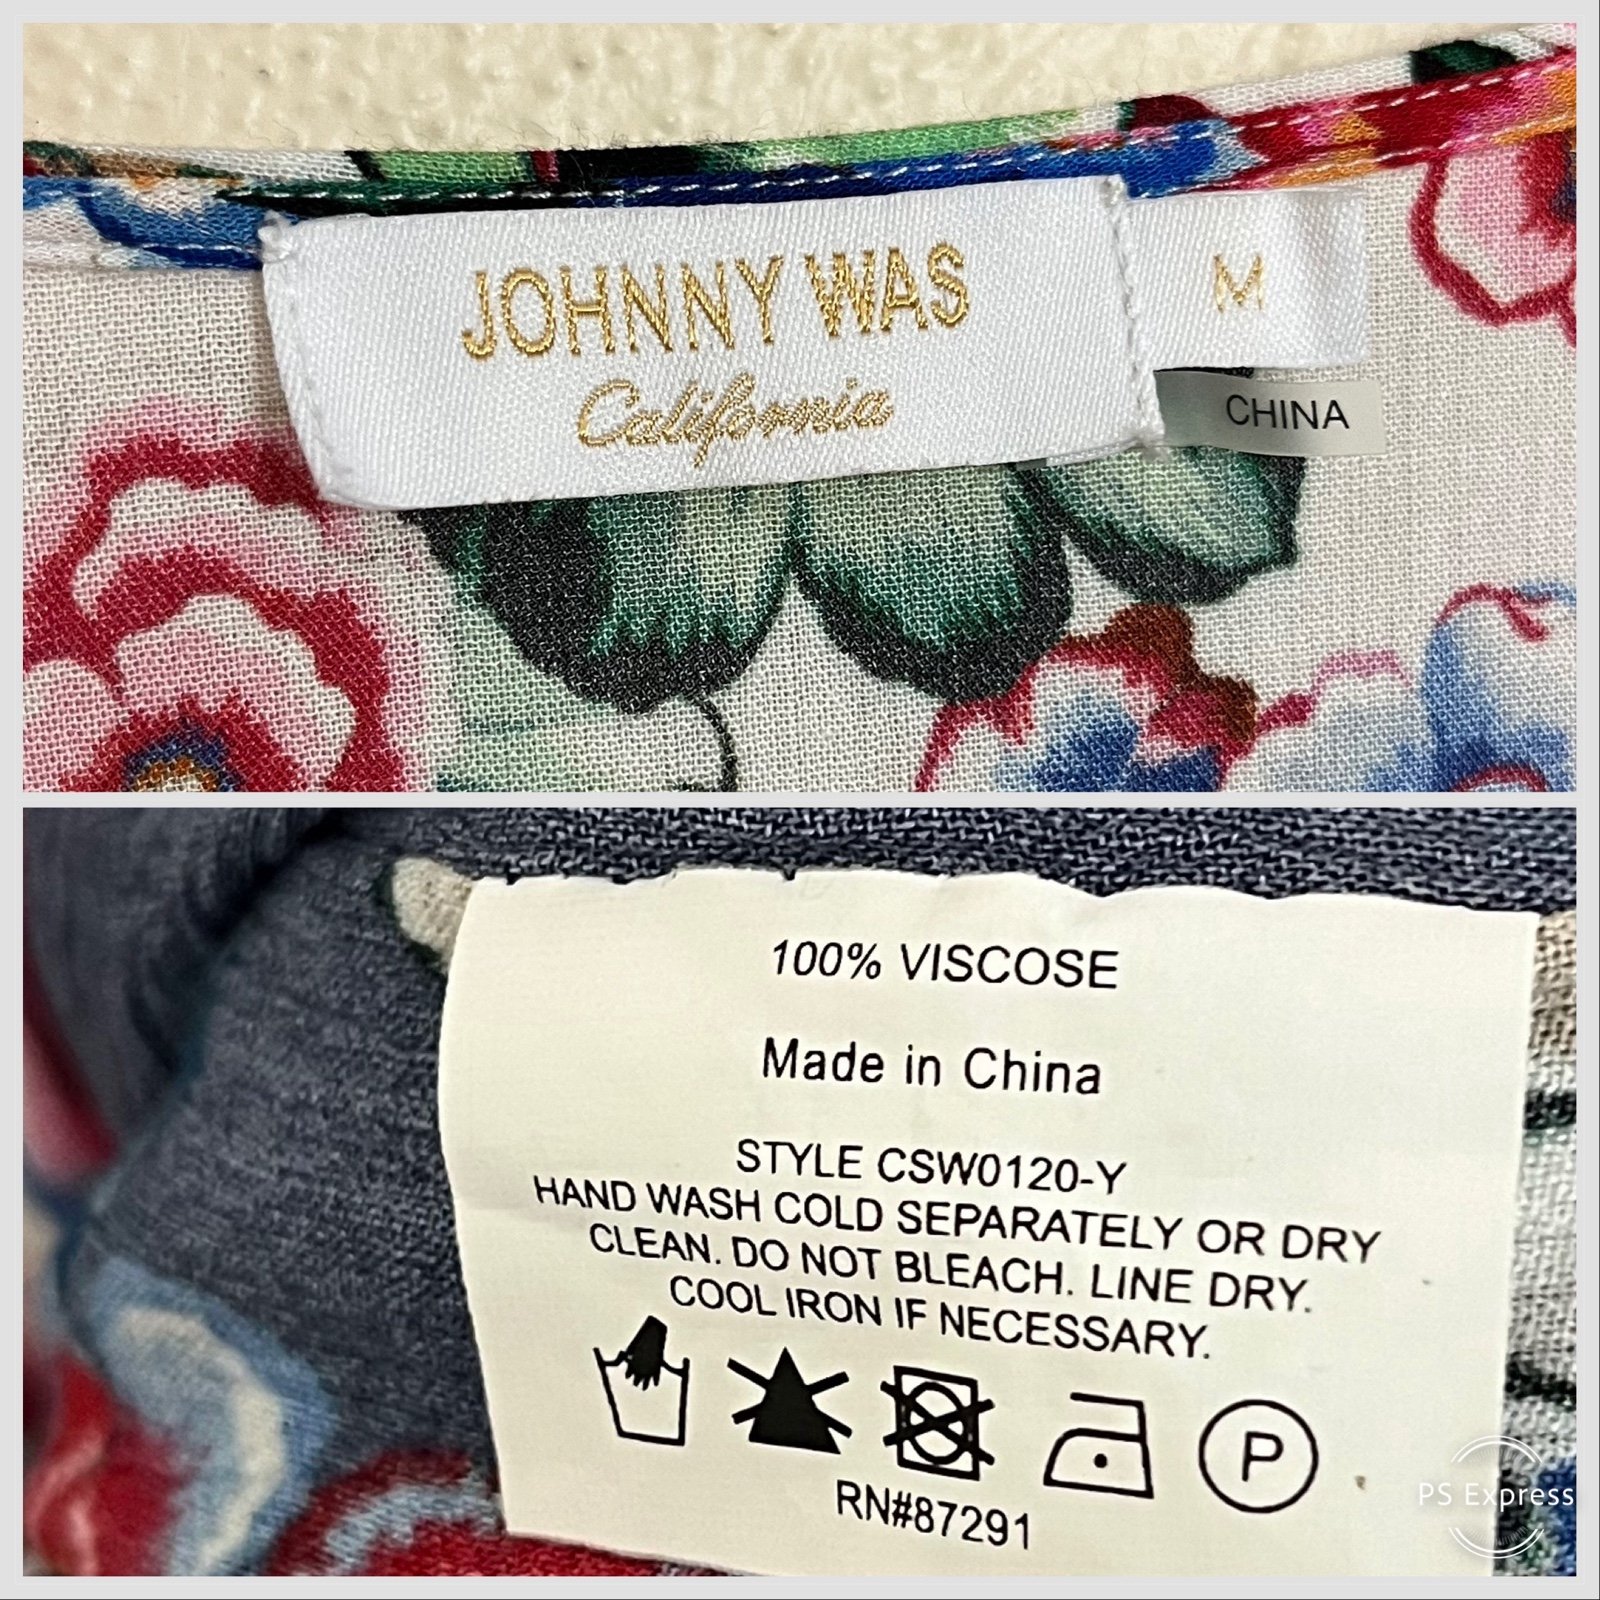 JOHNNY WAS
California
M
CHINA
100% VISCOSE
Made in China
STYLE CSW0120-Y
HAND WASH COLD SEPARATELY OR DRY
CLEAN. DO NOT BLEACH. LINE DRY.
COOL IRON IF NECESSARY.
P
RN#87291
PS Express